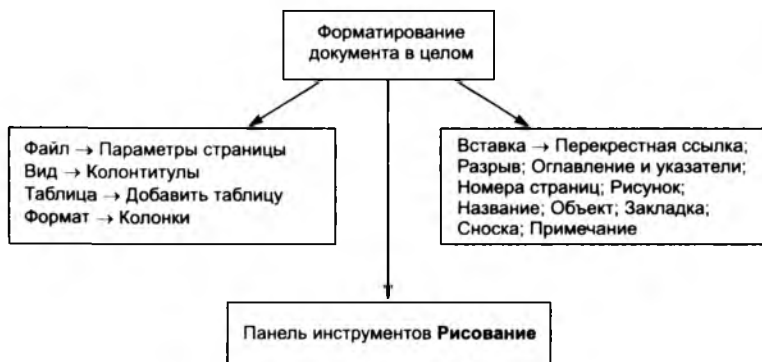 Форматирование
документа в целом
Файл → Параметры страницы
Вид → Колонтитулы
Таблица → Добавить таблицу
Формат → Колонки
Вставка → Перекрестная ссылка;
Разрыв; Оглавление и указатели;
Номера страниц; Рисунок;
Название; Объект; Закладка;
Сноска; Примечание
Панель инструментов Рисование